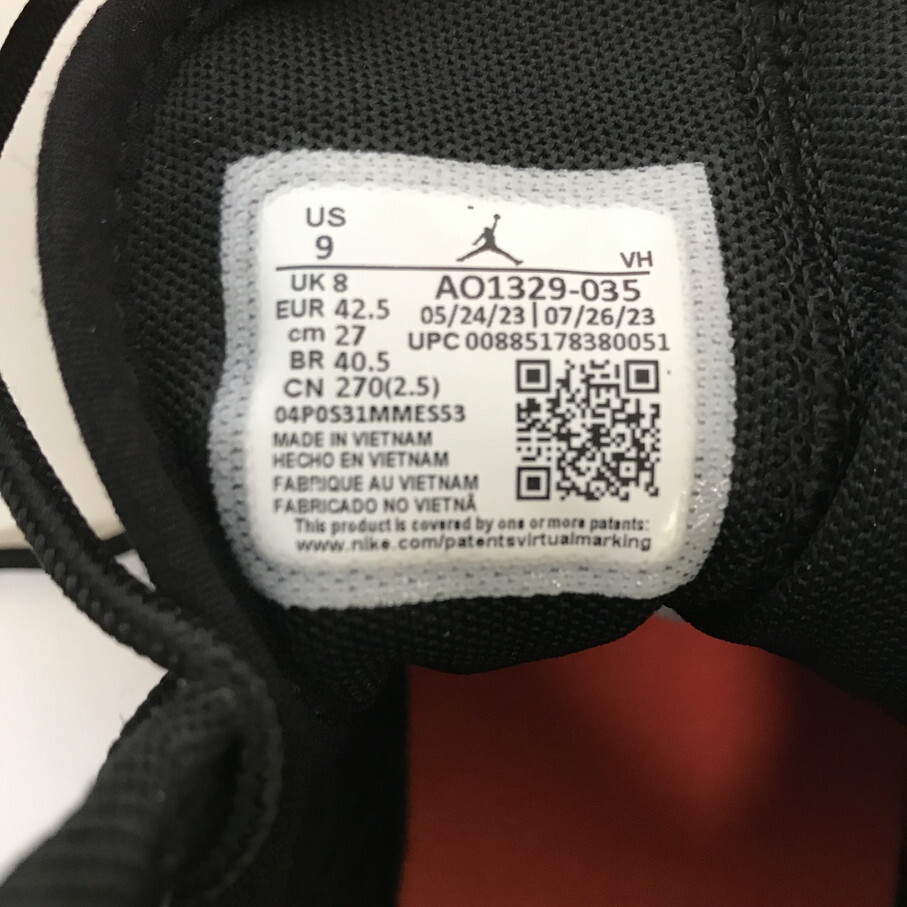 US
9
VH
UK 8
EUR 42.5
cm 27
BR 40.5
CN 270(2.5)
AO1329-035
05/24/23 | 07/26/23
UPC 00885178380051
04P0S31MMES53
MADE IN VIETNAM
HECHO EN VIETNAM
FABRIQUE AU VIETNAM
FABRICADO NO VIETNÃ
This product is covered by one or more patents:
www.nike.com/patentsvirtualmarking